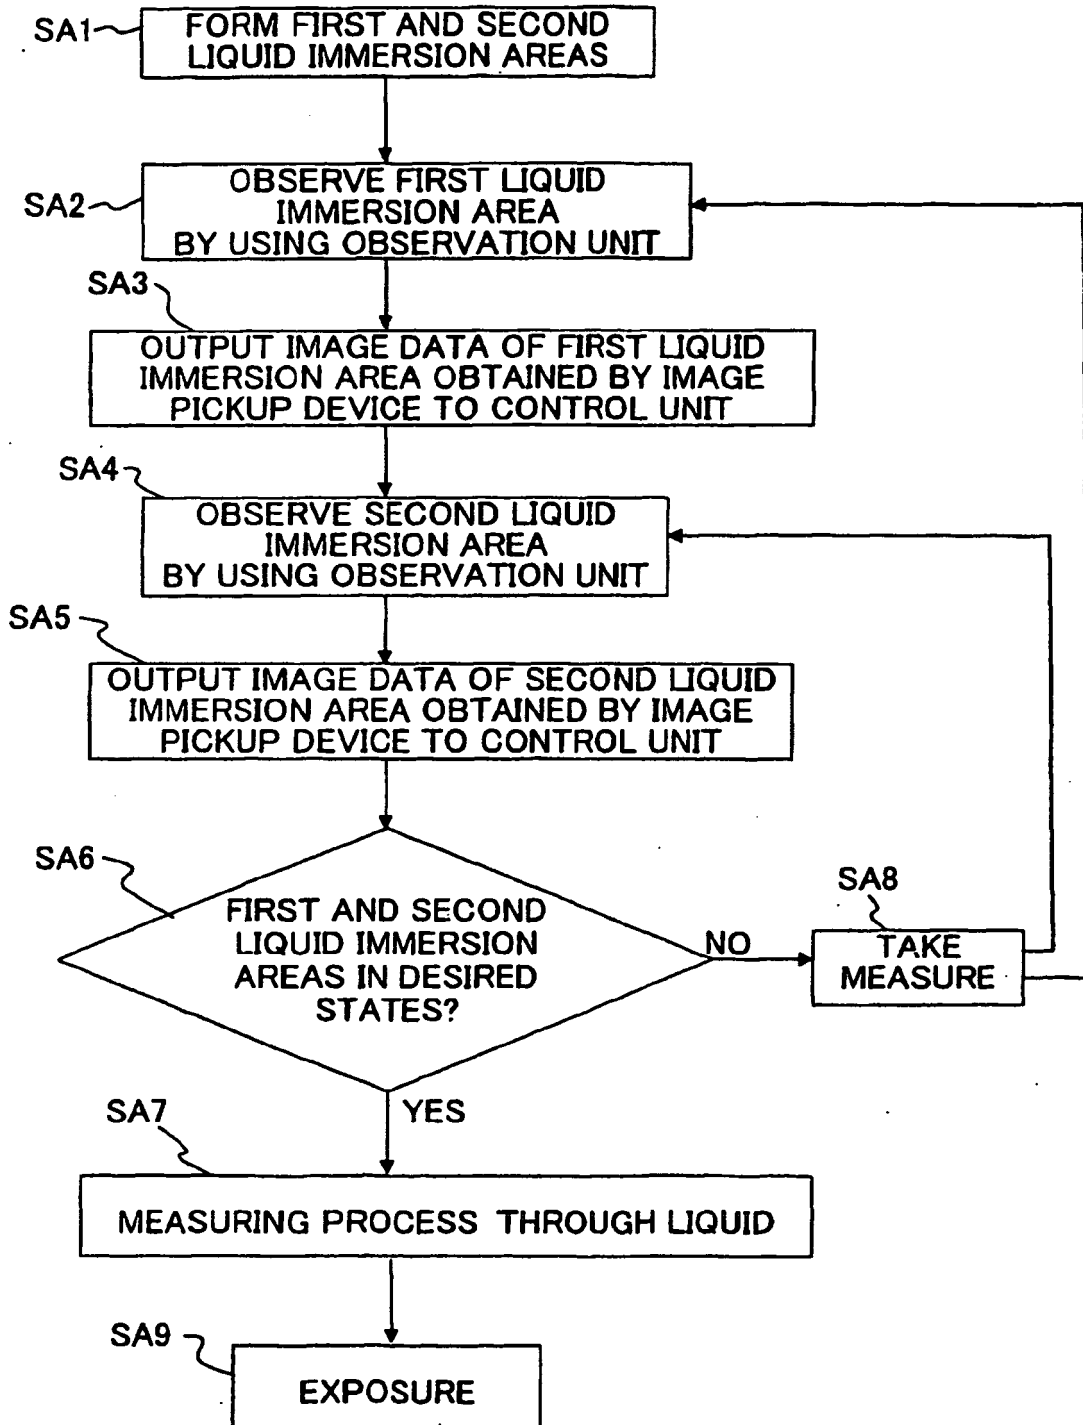 SA1
FORM FIRST AND SECOND
LIQUID IMMERSION AREAS
SA2
OBSERVE FIRST LIQUID
IMMERSION AREA
BY USING OBSERVATION UNIT
SA3
OUTPUT IMAGE DATA OF FIRST LIQUID
IMMERSION AREA OBTAINED BY IMAGE
PICKUP DEVICE TO CONTROL UNIT
SA4
OBSERVE SECOND LIQUID
IMMERSION AREA
BY USING OBSERVATION UNIT
SA5
OUTPUT IMAGE DATA OF SECOND LIQUID
IMMERSION AREA OBTAINED BY IMAGE
PICKUP DEVICE TO CONTROL UNIT
SA6
FIRST AND SECOND
LIQUID IMMERSION
AREAS IN DESIRED
STATES?
NO
SA8
TAKE
MEASURE
YES
SA7
MEASURING PROCESS THROUGH LIQUID
SA9
EXPOSURE